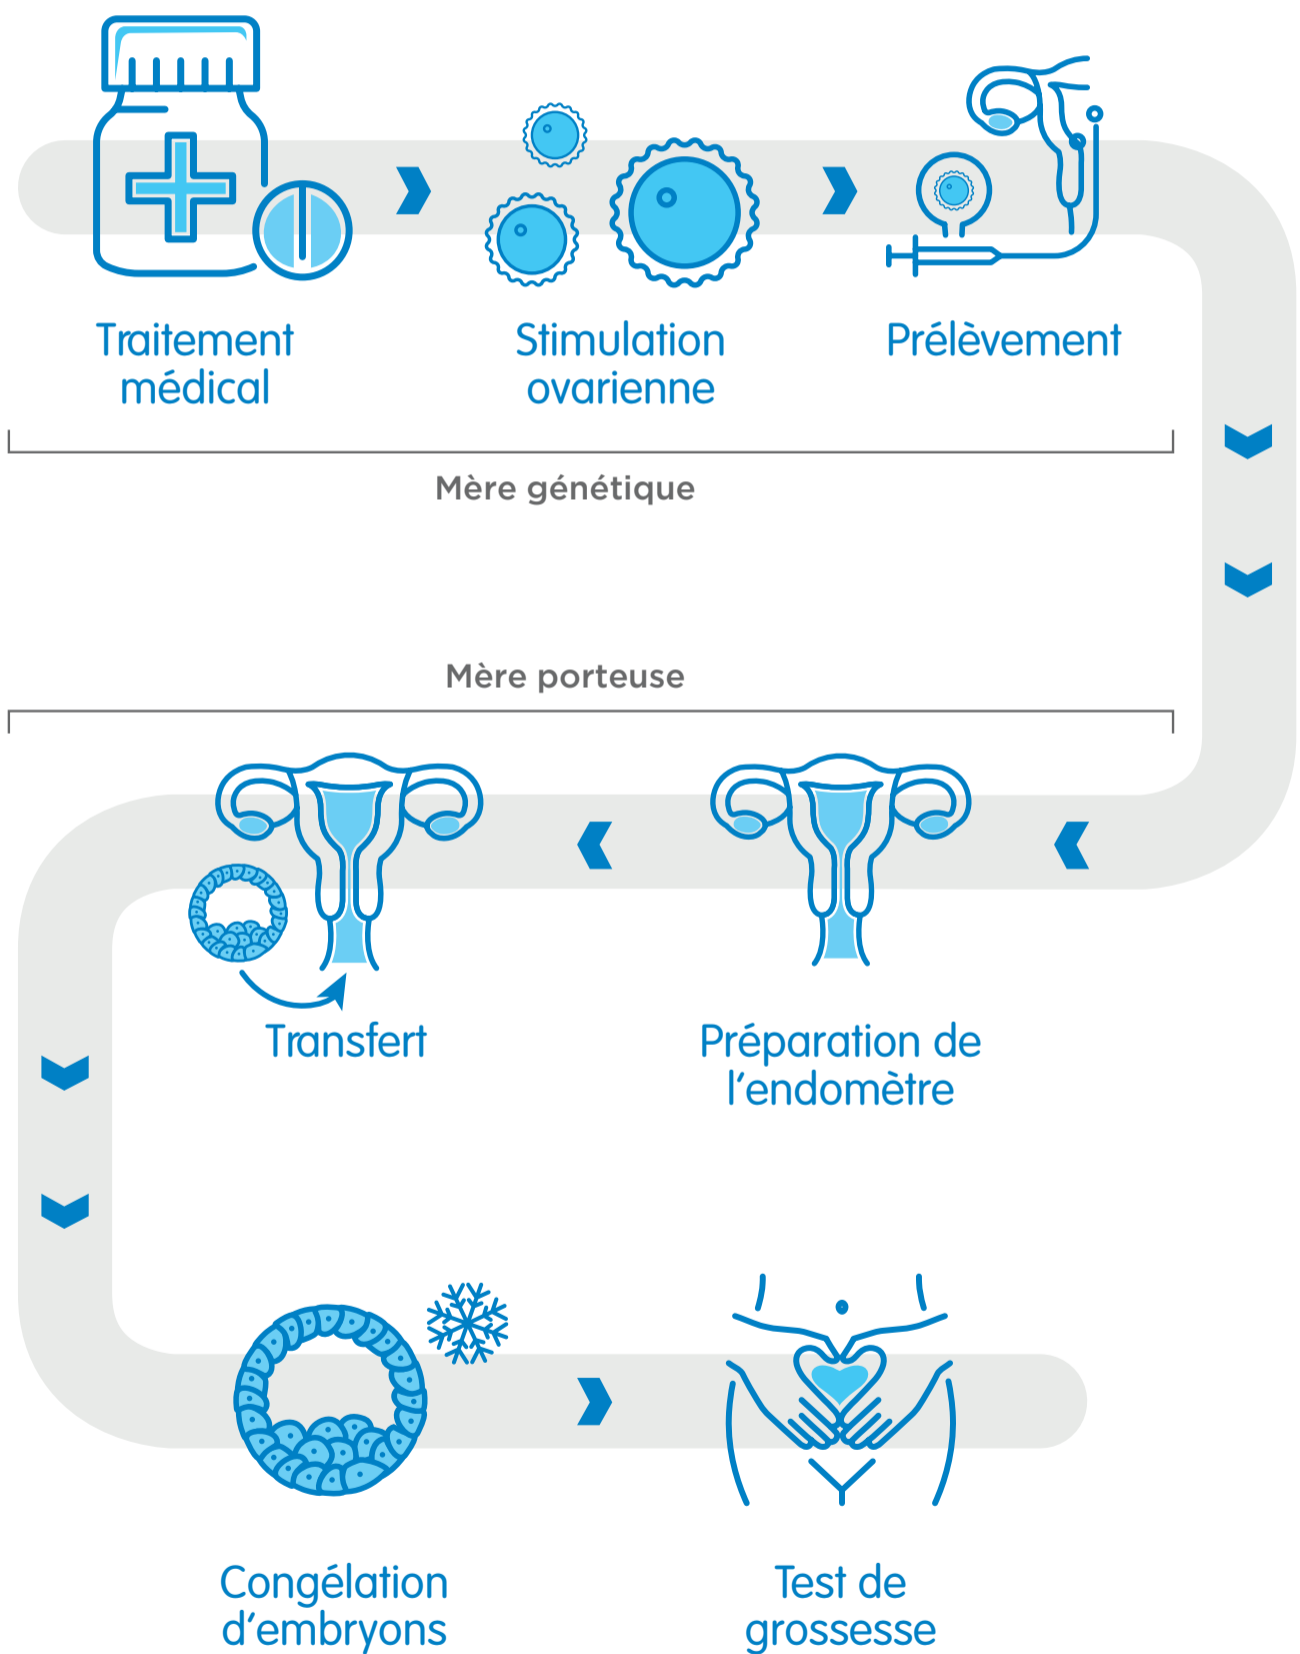 Traitement
médical
Stimulation
ovarienne
Prélèvement
Mère génétique
Mère porteuse
Transfert
Préparation de
l'endomètre
Congélation
d'embryons
Test de
grossesse